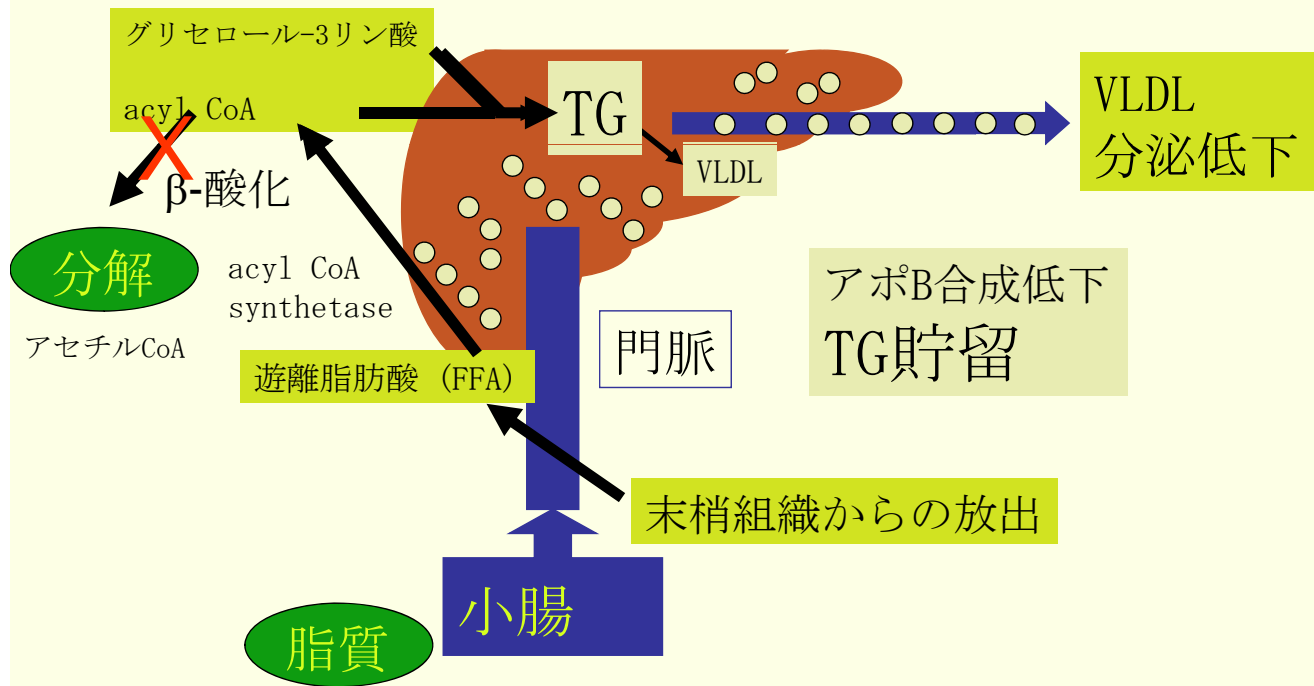 グリセロール-3リン酸
acyl CoA
TG
VLDL
VLDL
分泌低下
β-酸化
分解
アセチルCoA
acyl CoA
synthetase
遊離脂肪酸 (FFA)
門脈
アポB合成低下
TG貯留
末梢組織からの放出
小腸
脂質